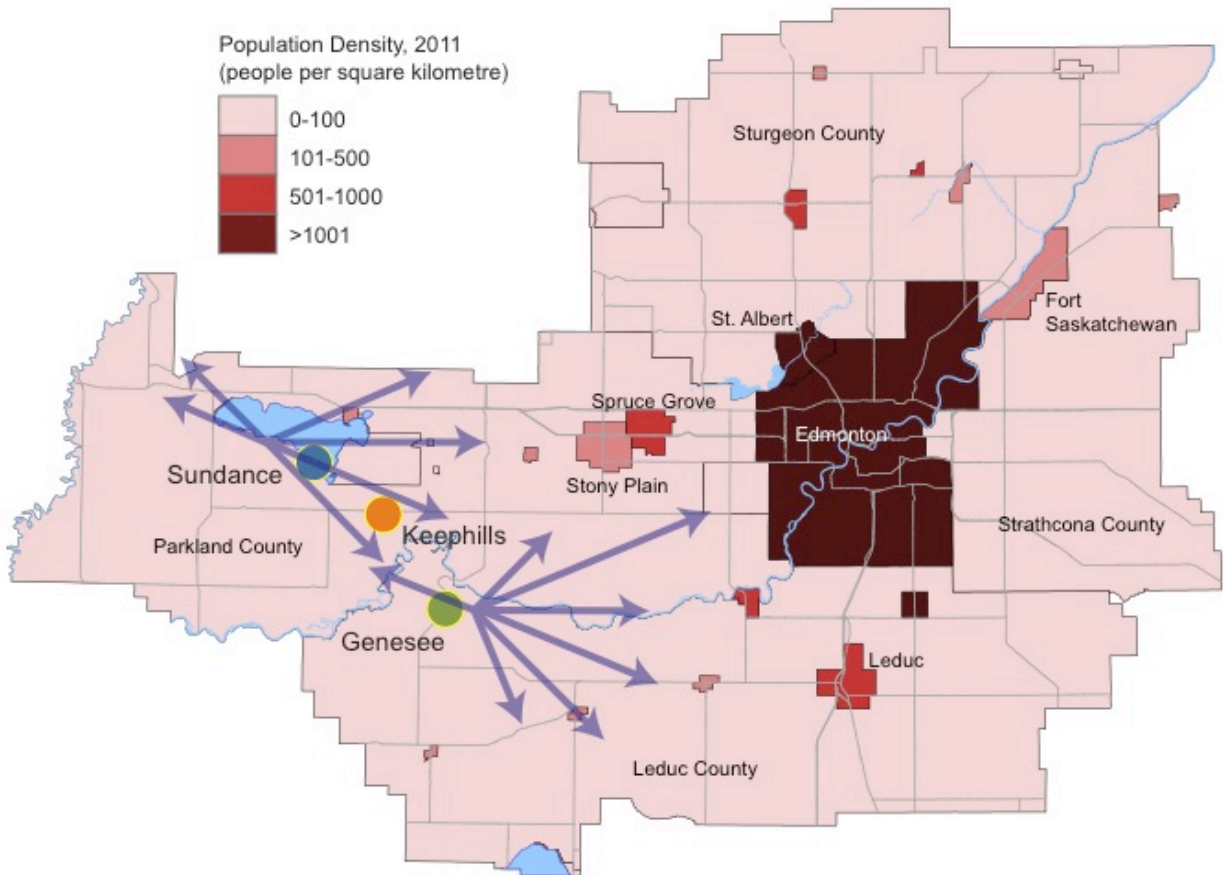 Population Density, 2011
(people per square kilometre)
0-100
101-500
501-1000
>1001
Sturgeon County
St. Albert
Fort
Saskatchewan
Spruce Grove
Edmonton
Sundance
Stony Plain
Keephills
Parkland County
Strathcona County
Genesee
Leduc
Leduc County